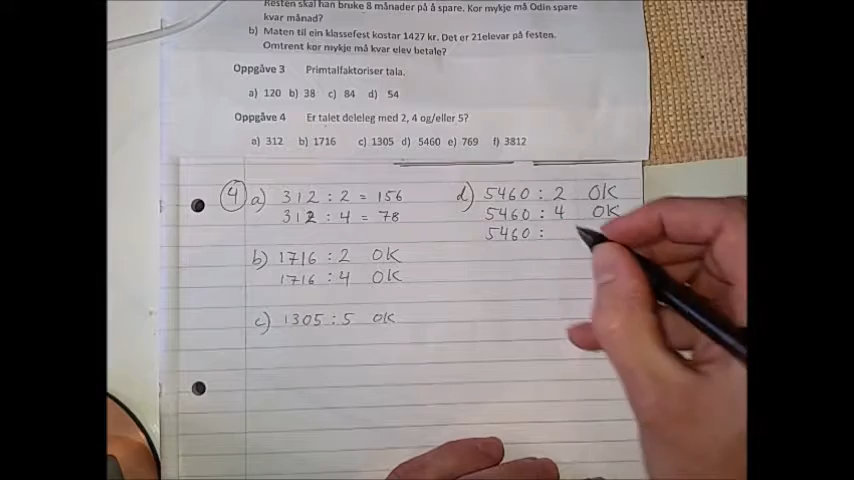 Resten skal han bruke 8 månader på å spare. Kor mykje må Odin spare
kvar månad?
b) Maten til ein klassefest kostar 1427 kr. Det er 21elevar på festen.
Omtrent kor mykje må kvar elev betale?
Oppgåve 3 Primtalfaktoriser tala.
a) 120 b) 38 c) 84 d) 54
Oppgåve 4 Er talet deleleg med 2, 4 og/eller 5?
a) 312 b) 1716 c) 1305 d) 5460 e) 769 f) 3812
4 a) 312 : 2 = 156
312 : 4 = 78
b) 1716 : 2 OK
1716 : 4 OK
c) 1305 : 5 OK
d) 5460 : 2 OK
5460 : 4 OK
5460 :